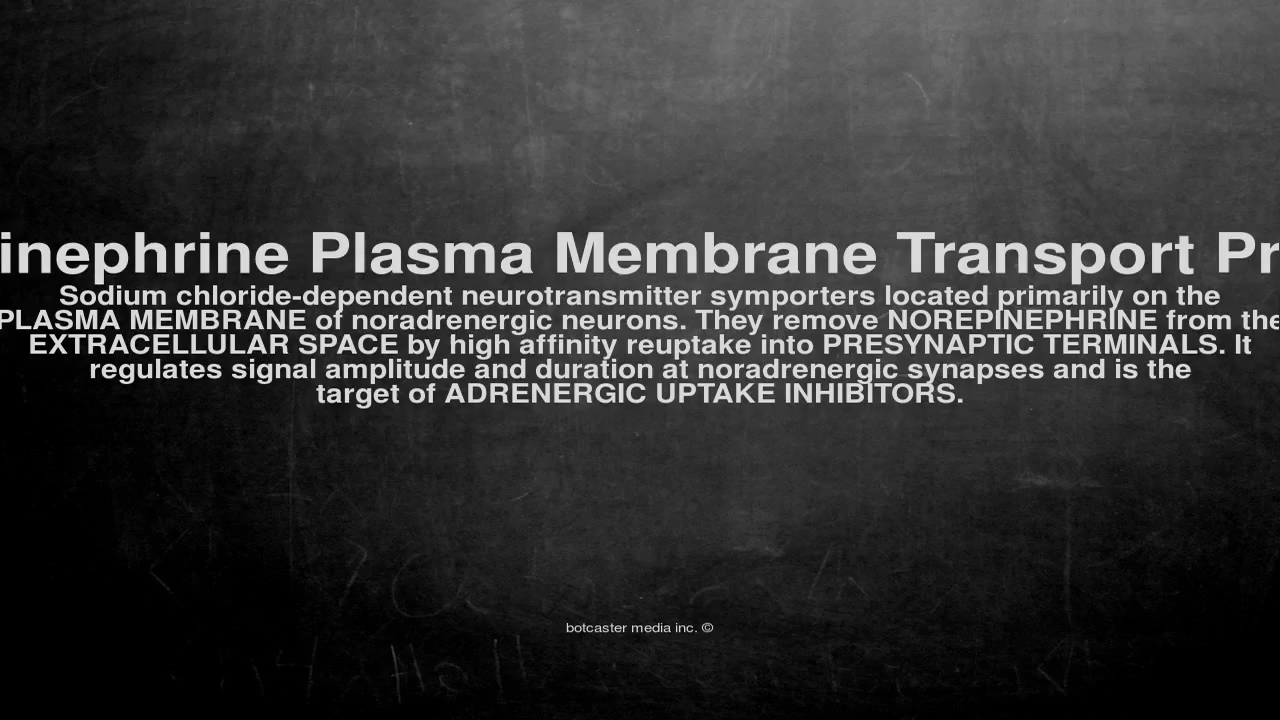 inephrine Plasma Membrane Transport Pr
Sodium chloride-dependent neurotransmitter symporters located primarily on the
PLASMA MEMBRANE of noradrenergic neurons. They remove NOREPINEPHRINE from the
EXTRACELLULAR SPACE by high affinity reuptake into PRESYNAPTIC TERMINALS. It
regulates signal amplitude and duration at noradrenergic synapses and is the
target of ADRENERGIC UPTAKE INHIBITORS.
botcaster media inc. ©